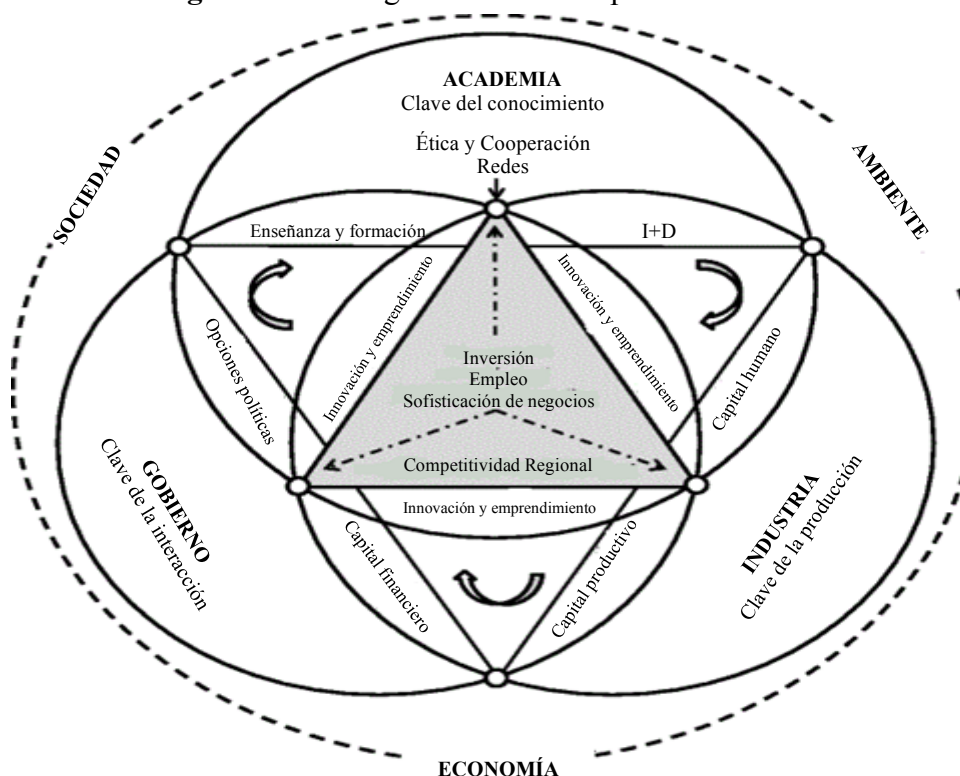 ACADEMIA
Clave del conocimiento
Ética y Cooperación
Redes
SOCIEDAD
AMBIENTE
Enseñanza y formación
I+D
Innovación y emprendimiento
Innovación y emprendimiento
Opciones políticas
Capital humano
Inversión
Empleo
Sofisticación de negocios
Competitividad Regional
Innovación y emprendimiento
GOBIERNO
Clave de la interacción
INDUSTRIA
Clave de la producción
Capital financiero
Capital productivo
ECONOMÍA